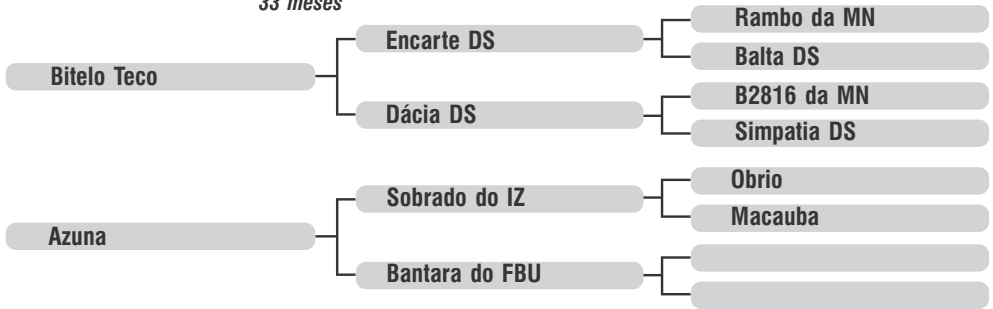 33 meses
Rambo da MN
Encarte DS
Balta DS
Bitelo Teco
B2816 da MN
Dácia DS
Simpatia DS
Obrio
Sobrado do IZ
Macauba
Azuna
Bantara do FBU